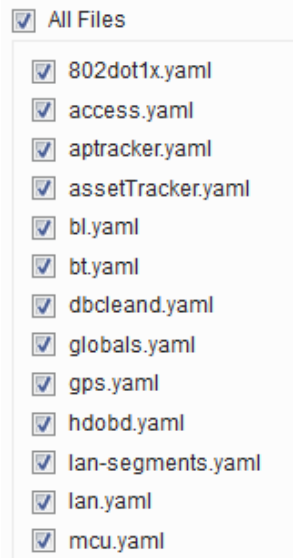 All Files
802dot1x.yaml
access.yaml
aptracker.yaml
assetTracker.yaml
bl.yaml
bt.yaml
dbcleand.yaml
globals.yaml
gps.yaml
hdobd.yaml
lan-segments.yaml
lan.yaml
mcu.yaml